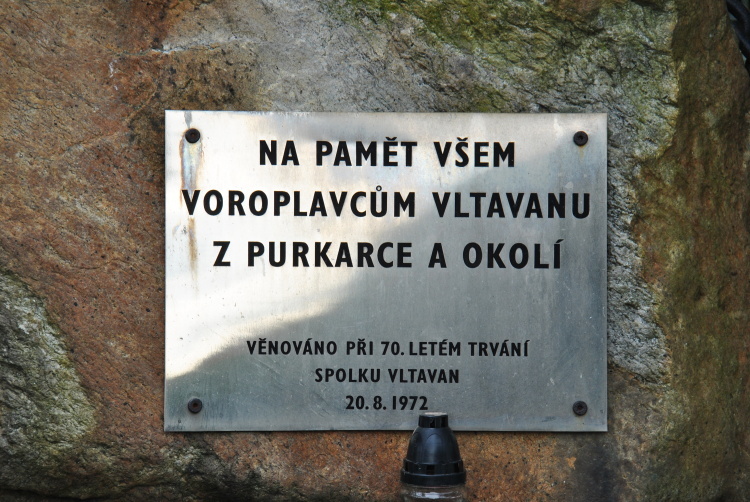 NA PAMĚT VŠEM
VOROPLAVCŮM VLTAVANU
Z PURKARCE A OKOLÍ
VĚNOVÁNO PŘI 70. LETÉM TRVÁNÍ
SPOLKU VLTAVAN
20. 8. 1972